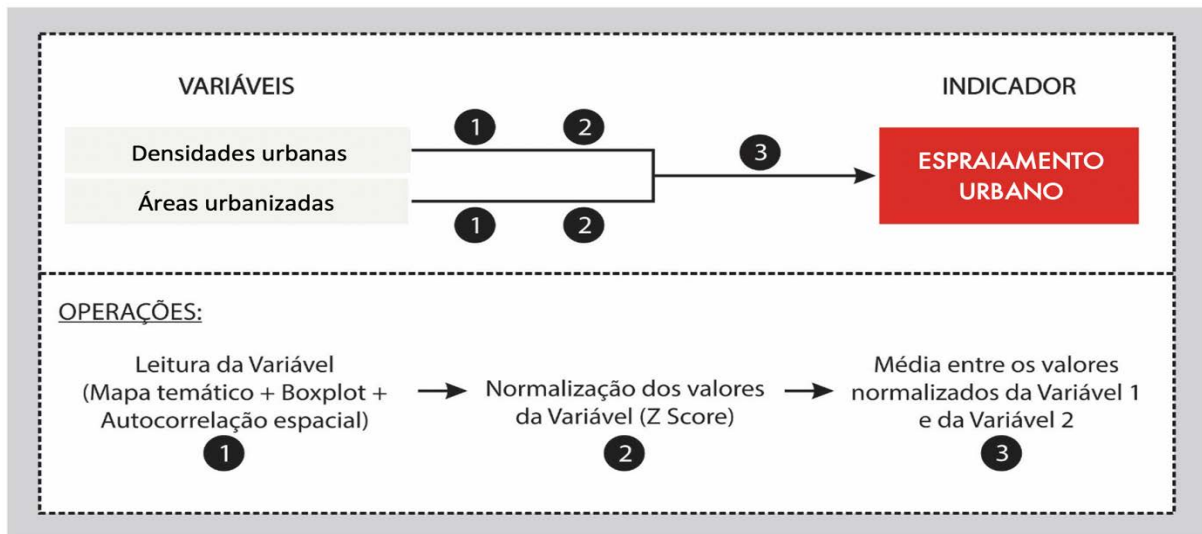 VARIÁVEIS
INDICADOR
1
2
Densidades urbanas
3
ESPRAIAMENTO
URBANO
Áreas urbanizadas
1
2
OPERAÇÕES:
Leitura da Variável
(Mapa temático + Boxplot +
Autocorrelação espacial)
1
Normalização dos valores
da Variável (Z Score)
2
Média entre os valores
normalizados da Variável 1
e da Variável 2
3